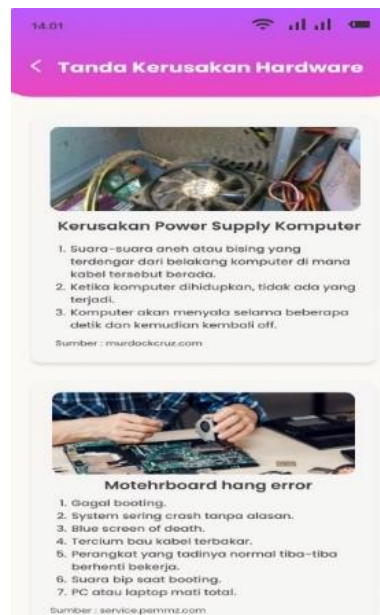 14.01
< Tanda Kerusakan Hardware
Kerusakan Power Supply Komputer
1. Suara-suara aneh atau bising yang
terdengar dari belakang komputer di mana
kabel tersebut berada.
2. Ketika komputer dihidupkan, tidak ada yang
terjadi.
3. Komputer akan menyala selama beberapa
detik dan kemudian kembali off.
Sumber : murdockcruz.com
Motehrboard hang error
1. Gagal booting.
2. System sering crash tanpa alasan.
3. Blue screen of death.
4. Tercium bau kabel terbakar.
5. Perangkat yang tadinya normal tiba-tiba
berhenti bekerja.
6. Suara bip saat booting.
7. PC atau laptop mati total.
Sumber : service.pemmz.com